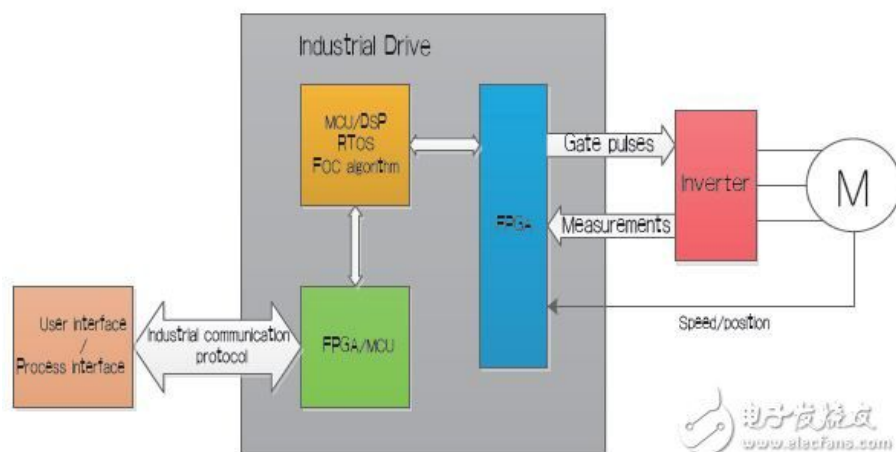 Industrial Drive
MCU/DSP
RTOS
FOC algorithm
FPGA
Gate pulses
Measurements
Inverter
M
Speed/position
User interface
/
Process interface
Industrial communication
protocol
FPGA/MCU
电子发烧友
www.elecfans.com